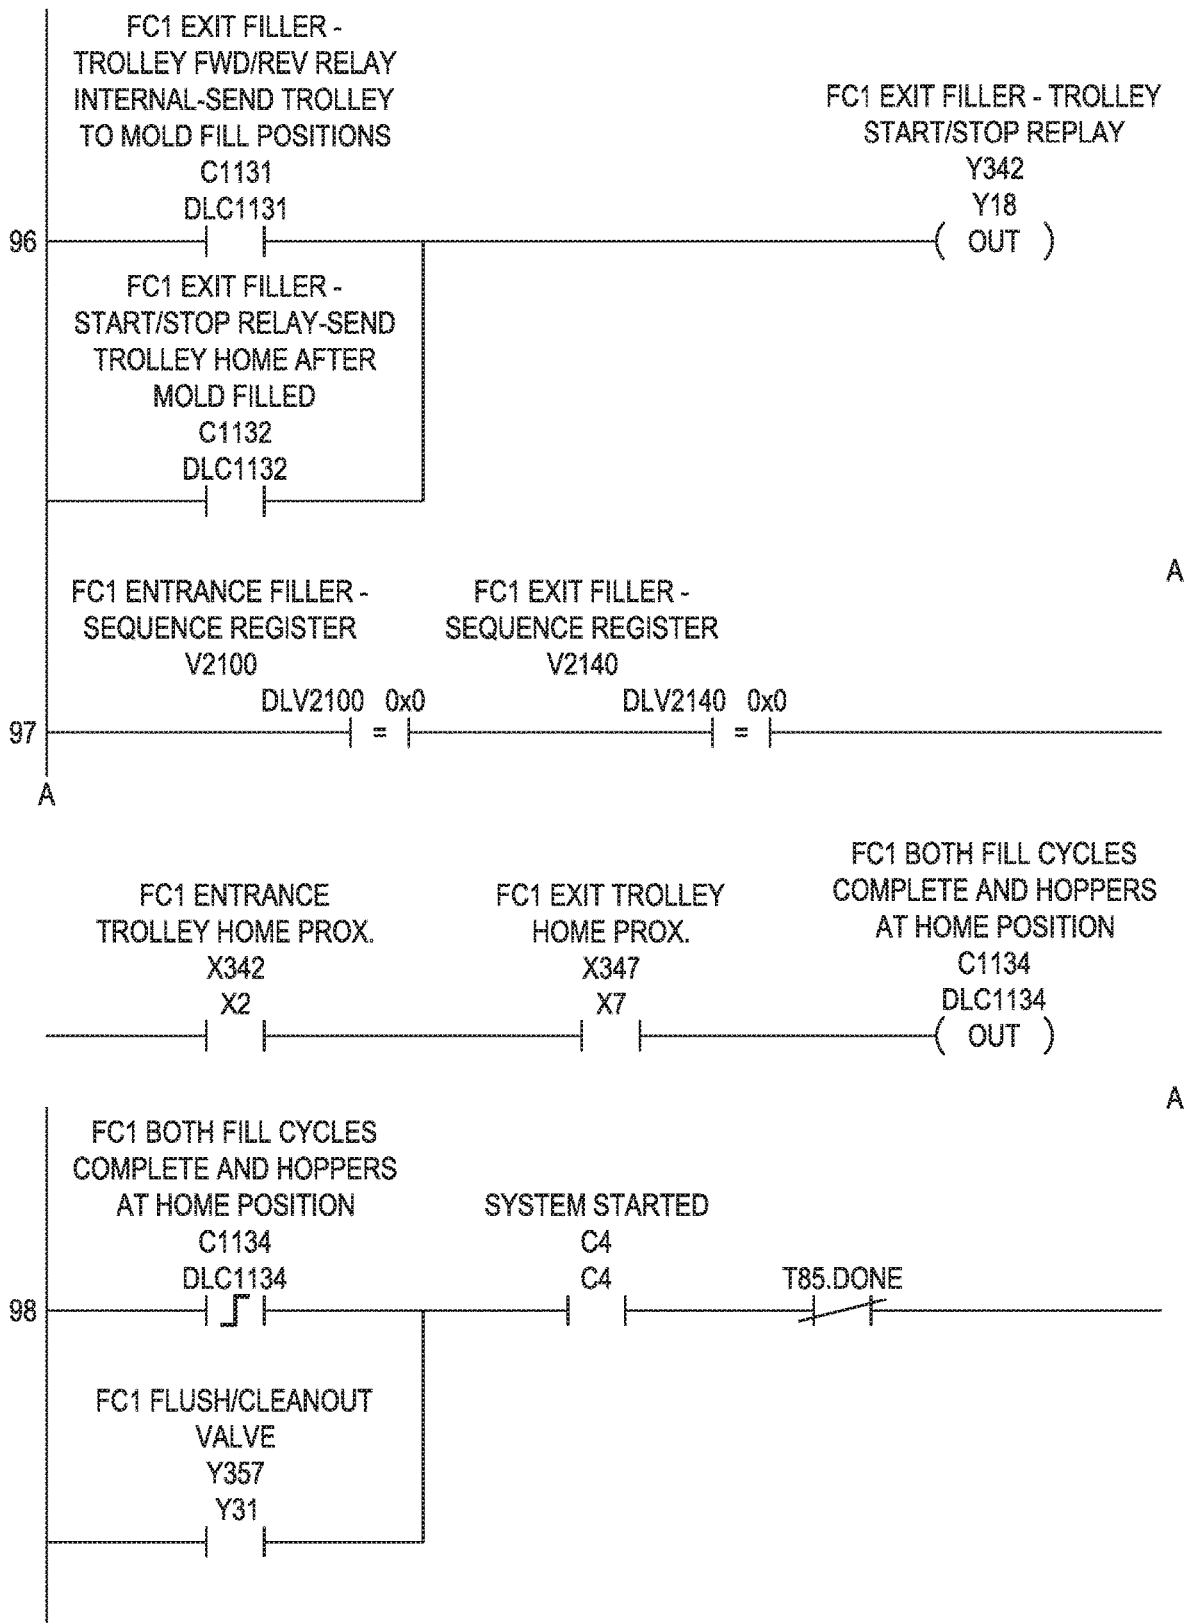 FC1 EXIT FILLER -
TROLLEY FWD/REV RELAY
INTERNAL-SEND TROLLEY
TO MOLD FILL POSITIONS
C1131
DLC1131
FC1 EXIT FILLER - TROLLEY
START/STOP REPLAY
Y342
Y18
96
( OUT )
FC1 EXIT FILLER -
START/STOP RELAY-SEND
TROLLEY HOME AFTER
MOLD FILLED
C1132
DLC1132
A
FC1 ENTRANCE FILLER -
SEQUENCE REGISTER
V2100
DLV2100 0x0
FC1 EXIT FILLER -
SEQUENCE REGISTER
V2140
DLV2140 0x0
97
=
=
A
FC1 ENTRANCE
TROLLEY HOME PROX.
X342
X2
FC1 EXIT TROLLEY
HOME PROX.
X347
X7
FC1 BOTH FILL CYCLES
COMPLETE AND HOPPERS
AT HOME POSITION
C1134
DLC1134
( OUT )
A
FC1 BOTH FILL CYCLES
COMPLETE AND HOPPERS
AT HOME POSITION
C1134
DLC1134
SYSTEM STARTED
C4
C4
T85.DONE
98
FC1 FLUSH/CLEANOUT
VALVE
Y357
Y31